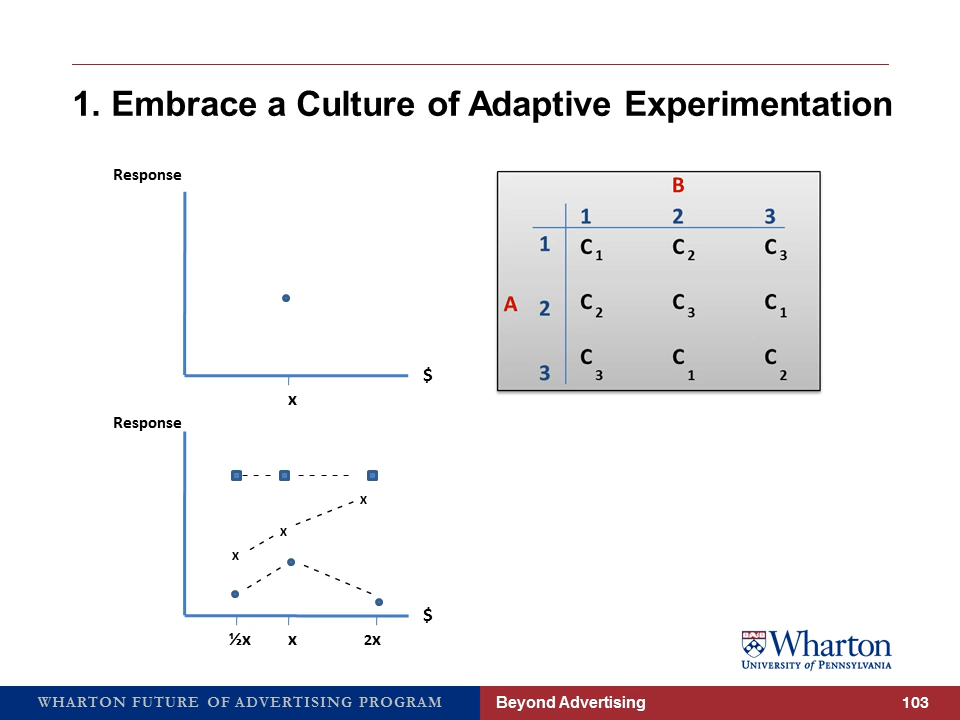 1. Embrace a Culture of Adaptive Experimentation
Response
$
x
Response
x
x
x
$
½x x 2x
B
1 2 3
1 C1 C2 C3
A 2 C2 C3 C1
3 C3 C1 C2
Wharton
UNIVERSITY of PENNSYLVANIA
WHARTON FUTURE OF ADVERTISING PROGRAM
Beyond Advertising
103